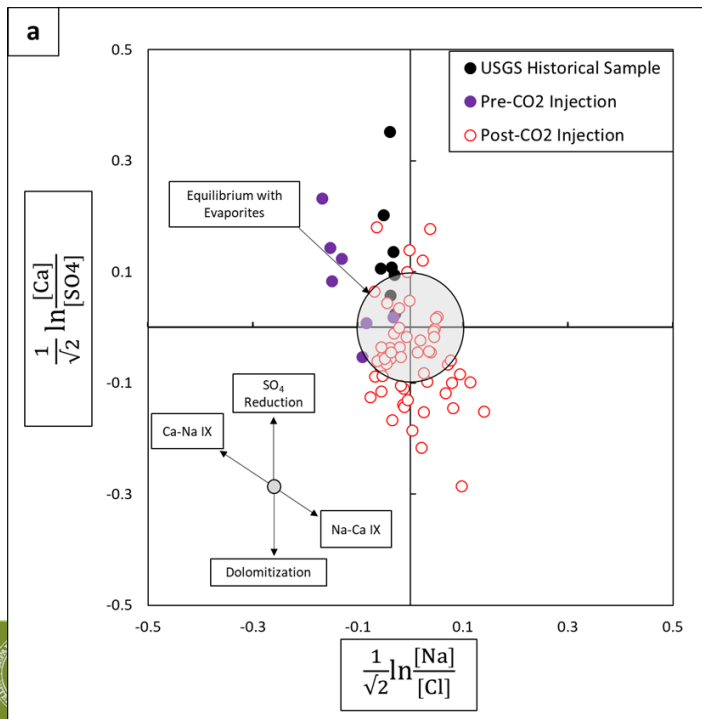 a
0.5
USGS Historical Sample
Pre-CO2 Injection
Post-CO2 Injection
0.3
Equilibrium with
Evaporites
0.1
1/√2 ln [Ca]/[SO4]
-0.1
SO₄
Reduction
Ca-Na IX
-0.3
Na-Ca IX
Dolomitization
-0.5
-0.5 -0.3 -0.1 0.1 0.3 0.5
1/√2 ln [Na]/[Cl]